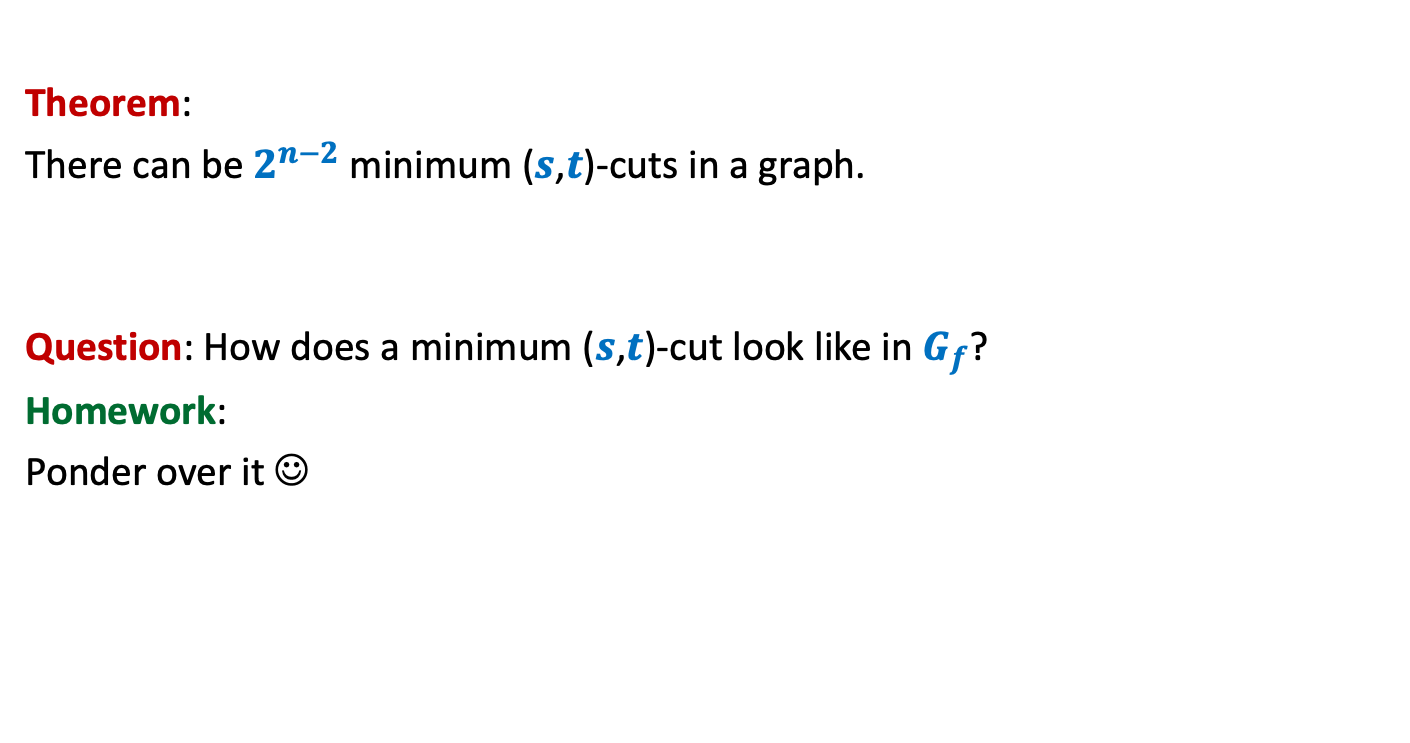 Theorem:
There can be 2^{n−2} minimum (s,t)-cuts in a graph.
Question: How does a minimum (s,t)-cut look like in G_f?
Homework:
Ponder over it ☺